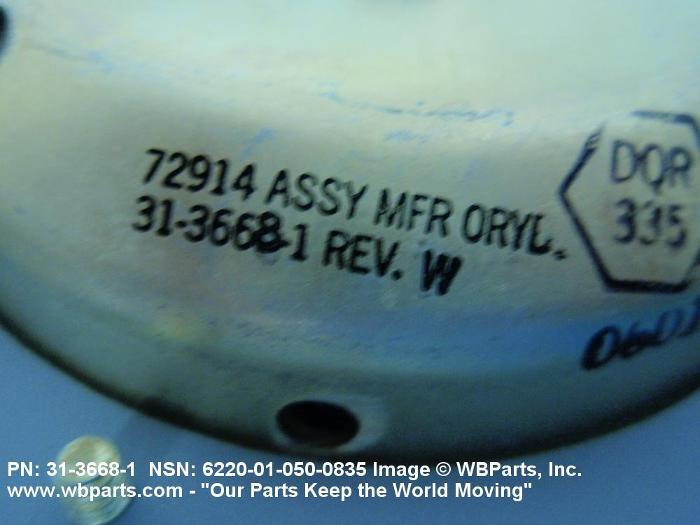 72914 ASSY MFR ORYL.
31-3668-1 REV. W
DQR
335
PN: 31-3668-1 NSN: 6220-01-050-0835 Image © WBParts, Inc.
www.wbparts.com - "Our Parts Keep the World Moving"